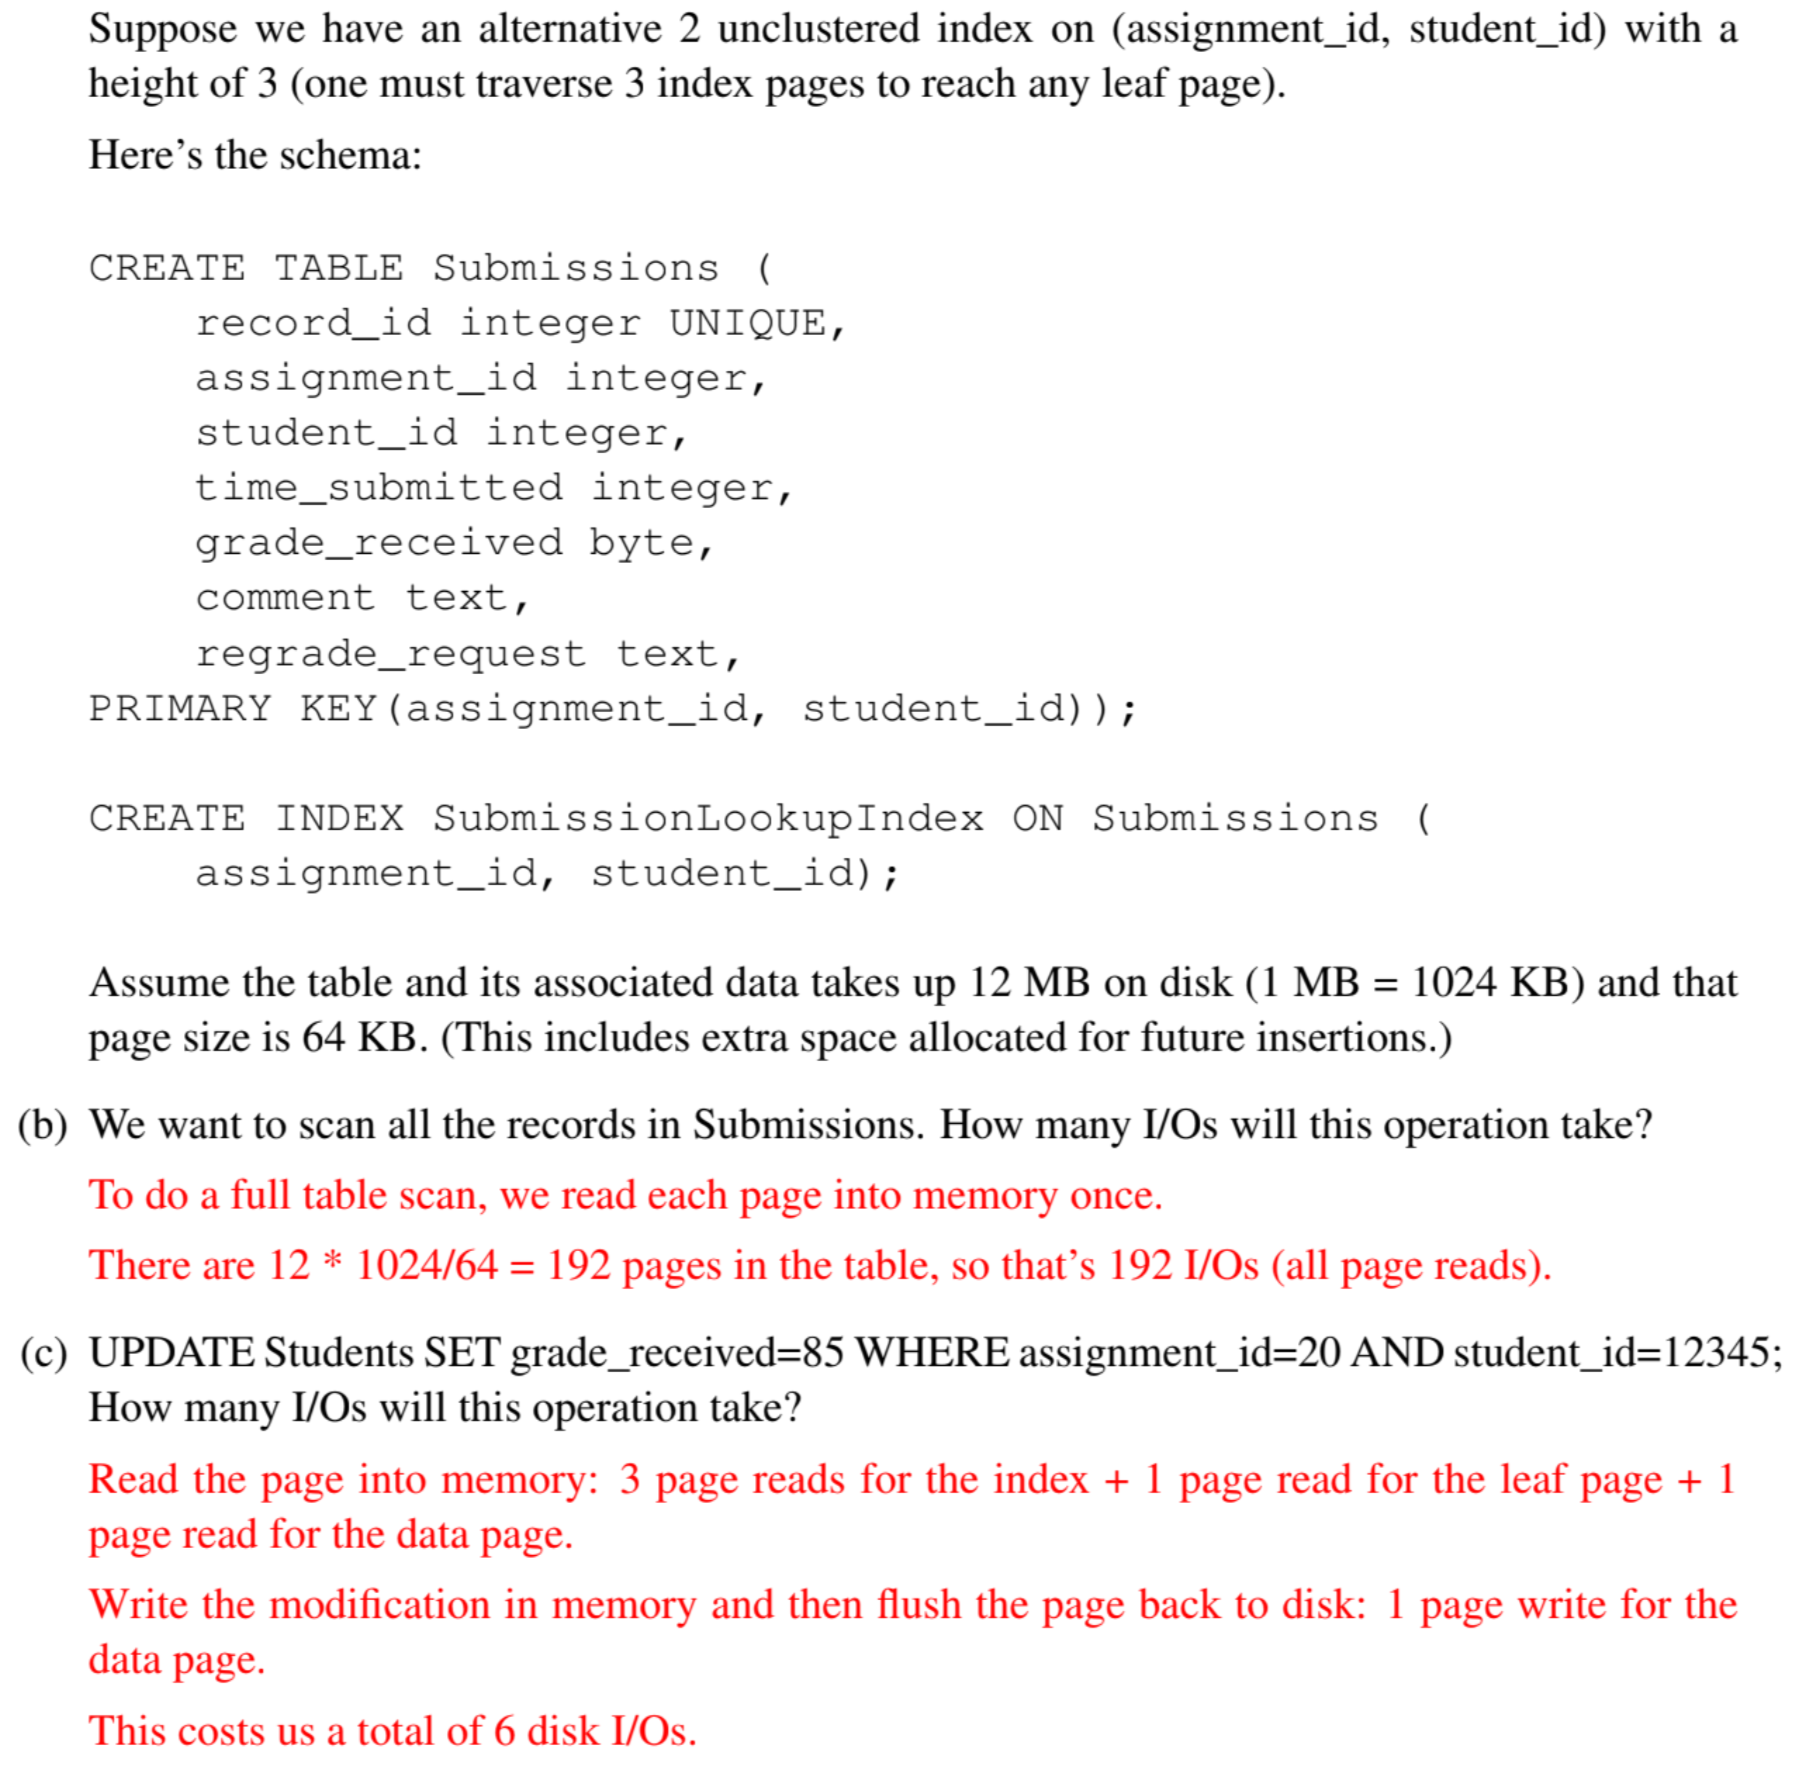 Suppose we have an alternative 2 unclustered index on (assignment_id, student_id) with a
height of 3 (one must traverse 3 index pages to reach any leaf page).
Here’s the schema:
CREATE TABLE Submissions (
record_id integer UNIQUE,
assignment_id integer,
student_id integer,
time_submitted integer,
grade_received byte,
comment text,
regrade_request text,
PRIMARY KEY(assignment_id, student_id));
CREATE INDEX SubmissionLookupIndex ON Submissions (
assignment_id, student_id);
Assume the table and its associated data takes up 12 MB on disk (1 MB = 1024 KB) and that
page size is 64 KB. (This includes extra space allocated for future insertions.)
(b) We want to scan all the records in Submissions. How many I/Os will this operation take?
To do a full table scan, we read each page into memory once.
There are 12 * 1024/64 = 192 pages in the table, so that’s 192 I/Os (all page reads).
(c) UPDATE Students SET grade_received=85 WHERE assignment_id=20 AND student_id=12345;
How many I/Os will this operation take?
Read the page into memory: 3 page reads for the index + 1 page read for the leaf page + 1
page read for the data page.
Write the modification in memory and then flush the page back to disk: 1 page write for the
data page.
This costs us a total of 6 disk I/Os.